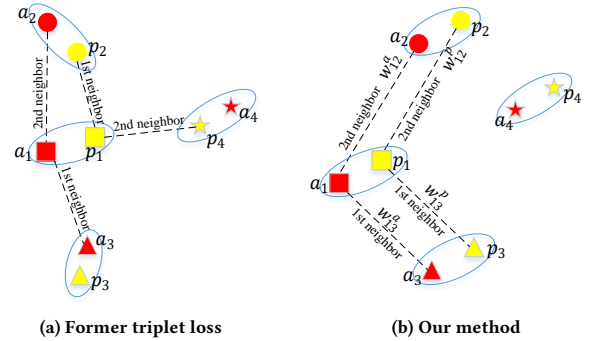 a₂
p₂
1st neighbor
2nd neighbor
a₄
p₄
2nd neighbor
a₁
p₁
1st neighbor
a₃
p₃
(a) Former triplet loss
p₂
a₂
w₁₂ᵃ
w₁₂ᵖ
2nd neighbor
2nd neighbor
p₄
a₄
p₁
a₁
w₁₃ᵖ
1st neighbor
w₁₃ᵃ
1st neighbor
p₃
a₃
(b) Our method